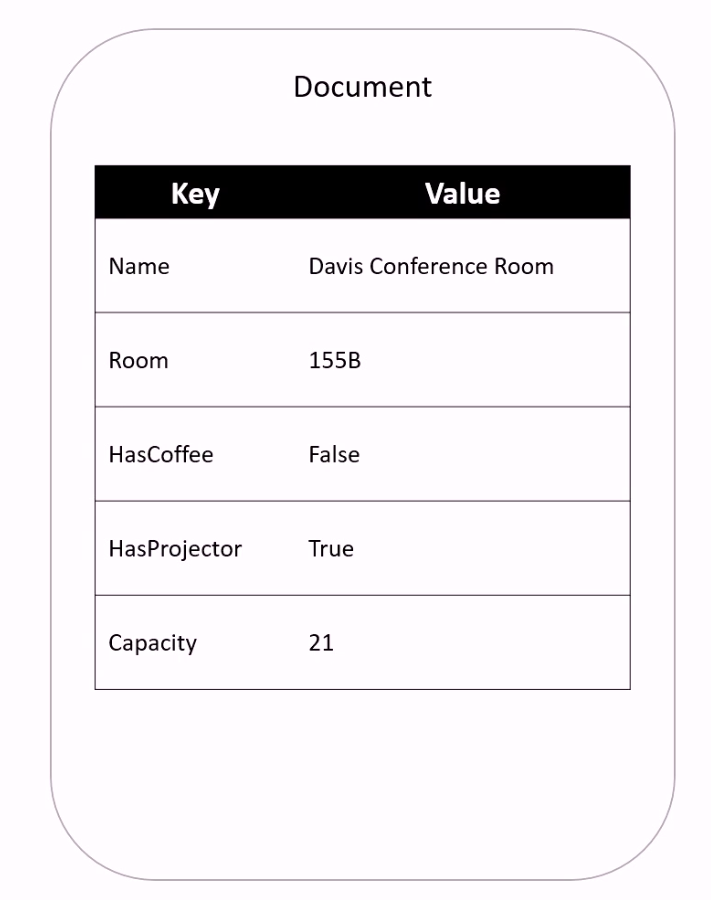 Document
Key Value
Name Davis Conference Room
Room 155B
HasCoffee False
HasProjector True
Capacity 21